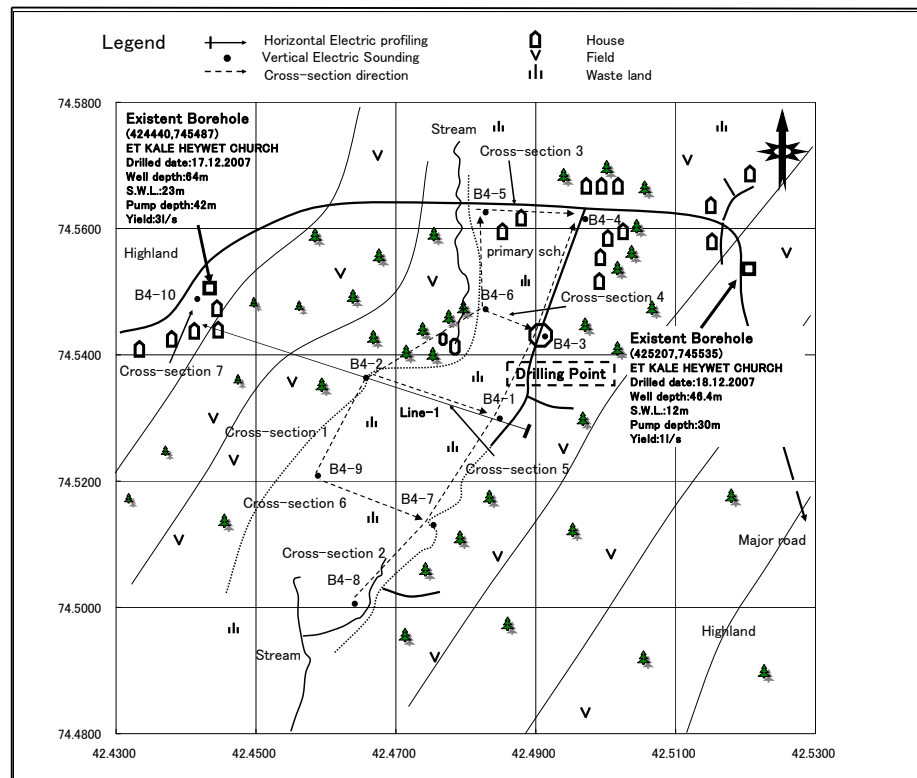 Legend
Horizontal Electric profiling
Vertical Electric Sounding
Cross-section direction
House
Field
Waste land
74.5800
74.5600
74.5400
74.5200
74.5000
74.4800
42.4300
42.4500
42.4700
42.4900
42.5100
42.5300
Existent Borehole
(424440,745487)
ET KALE HEYWET CHURCH
Drilled date:17.12.2007
Well depth:64m
S.W.L.:23m
Pump depth:42m
Yield:3l/s
Stream
Cross-section 3
B4-5
B4-4
primary sch.
Highland
B4-10
B4-6
Cross-section 4
B4-3
Existent Borehole
(425207,745535)
ET KALE HEYWET CHURCH
Drilled date:18.12.2007
Well depth:46.4m
S.W.L.:12m
Pump depth:30m
Yield:1l/s
Cross-section 7
B4-2
Drilling Point
B4-1
Line-1
Cross-section 1
Cross-section 5
B4-9
Cross-section 6
B4-7
Cross-section 2
B4-8
Major road
Highland
Stream